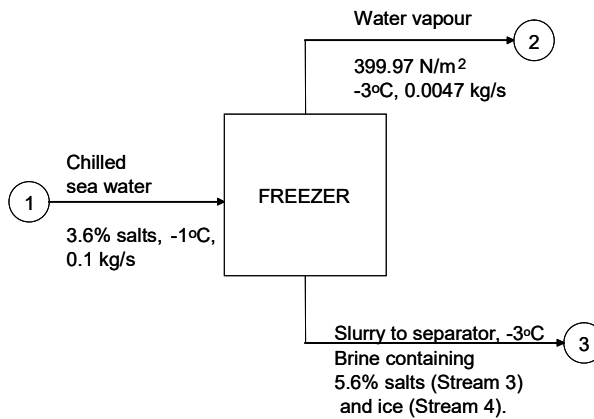 Water vapour
2
399.97 N/m²
-3ºC, 0.0047 kg/s
Chilled
sea water
1
FREEZER
3.6% salts, -1ºC,
0.1 kg/s
Slurry to separator, -3ºC
3
Brine containing
5.6% salts (Stream 3)
and ice (Stream 4).